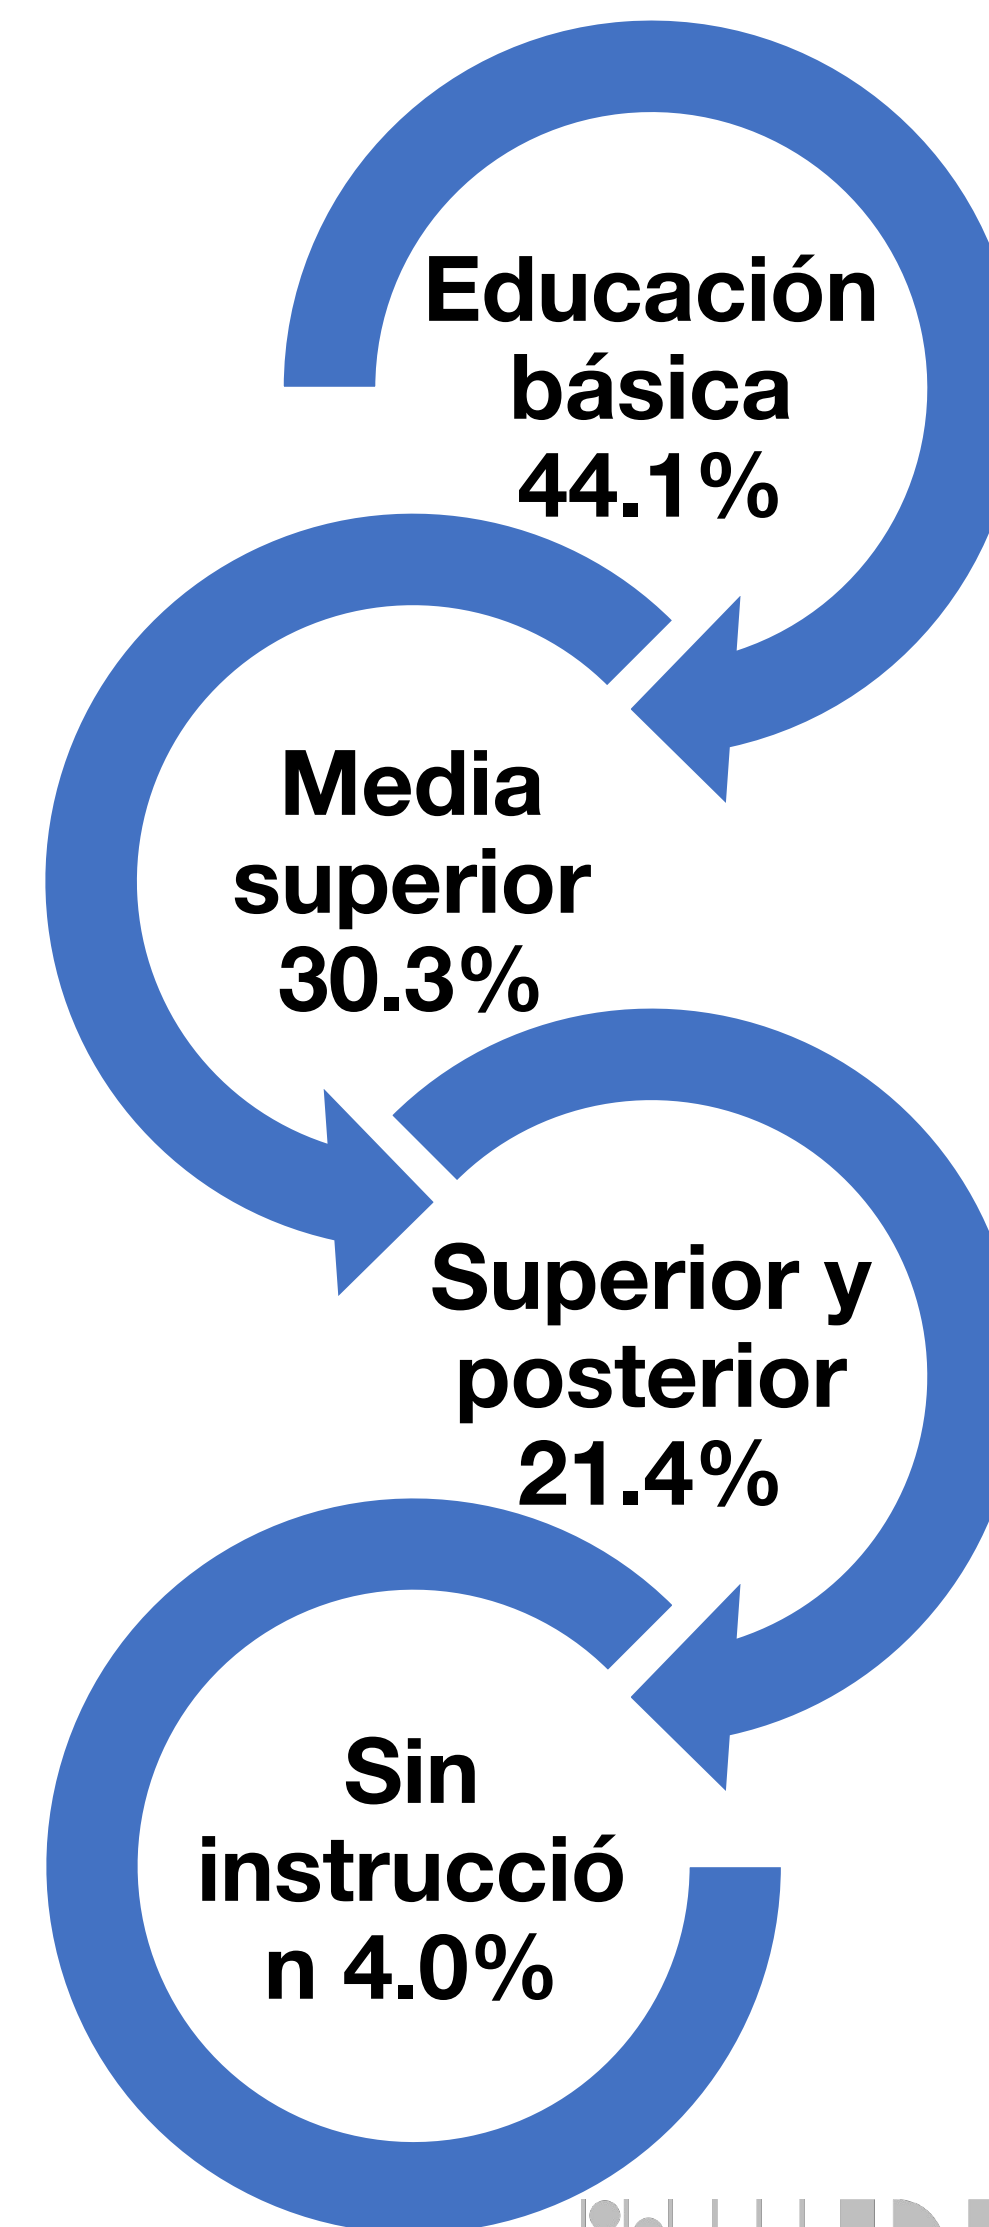 Educación
básica
44.1%
Media
superior
30.3%
Superior y
posterior
21.4%
Sin
instrucció
n 4.0%